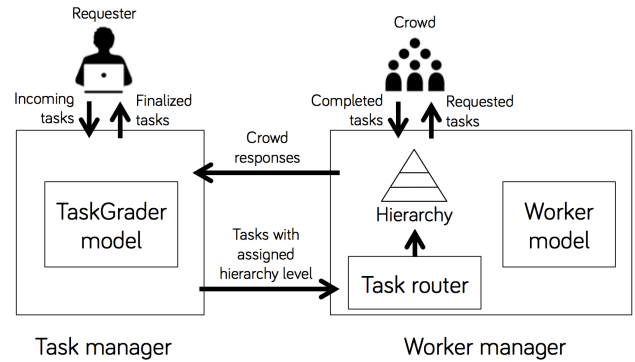 Requester
Crowd
Incoming
tasks
Finalized
tasks
Completed
tasks
Requested
tasks
Crowd
responses
TaskGrader
model
Hierarchy
Worker
model
Tasks with
assigned
hierarchy level
Task router
Task manager
Worker manager